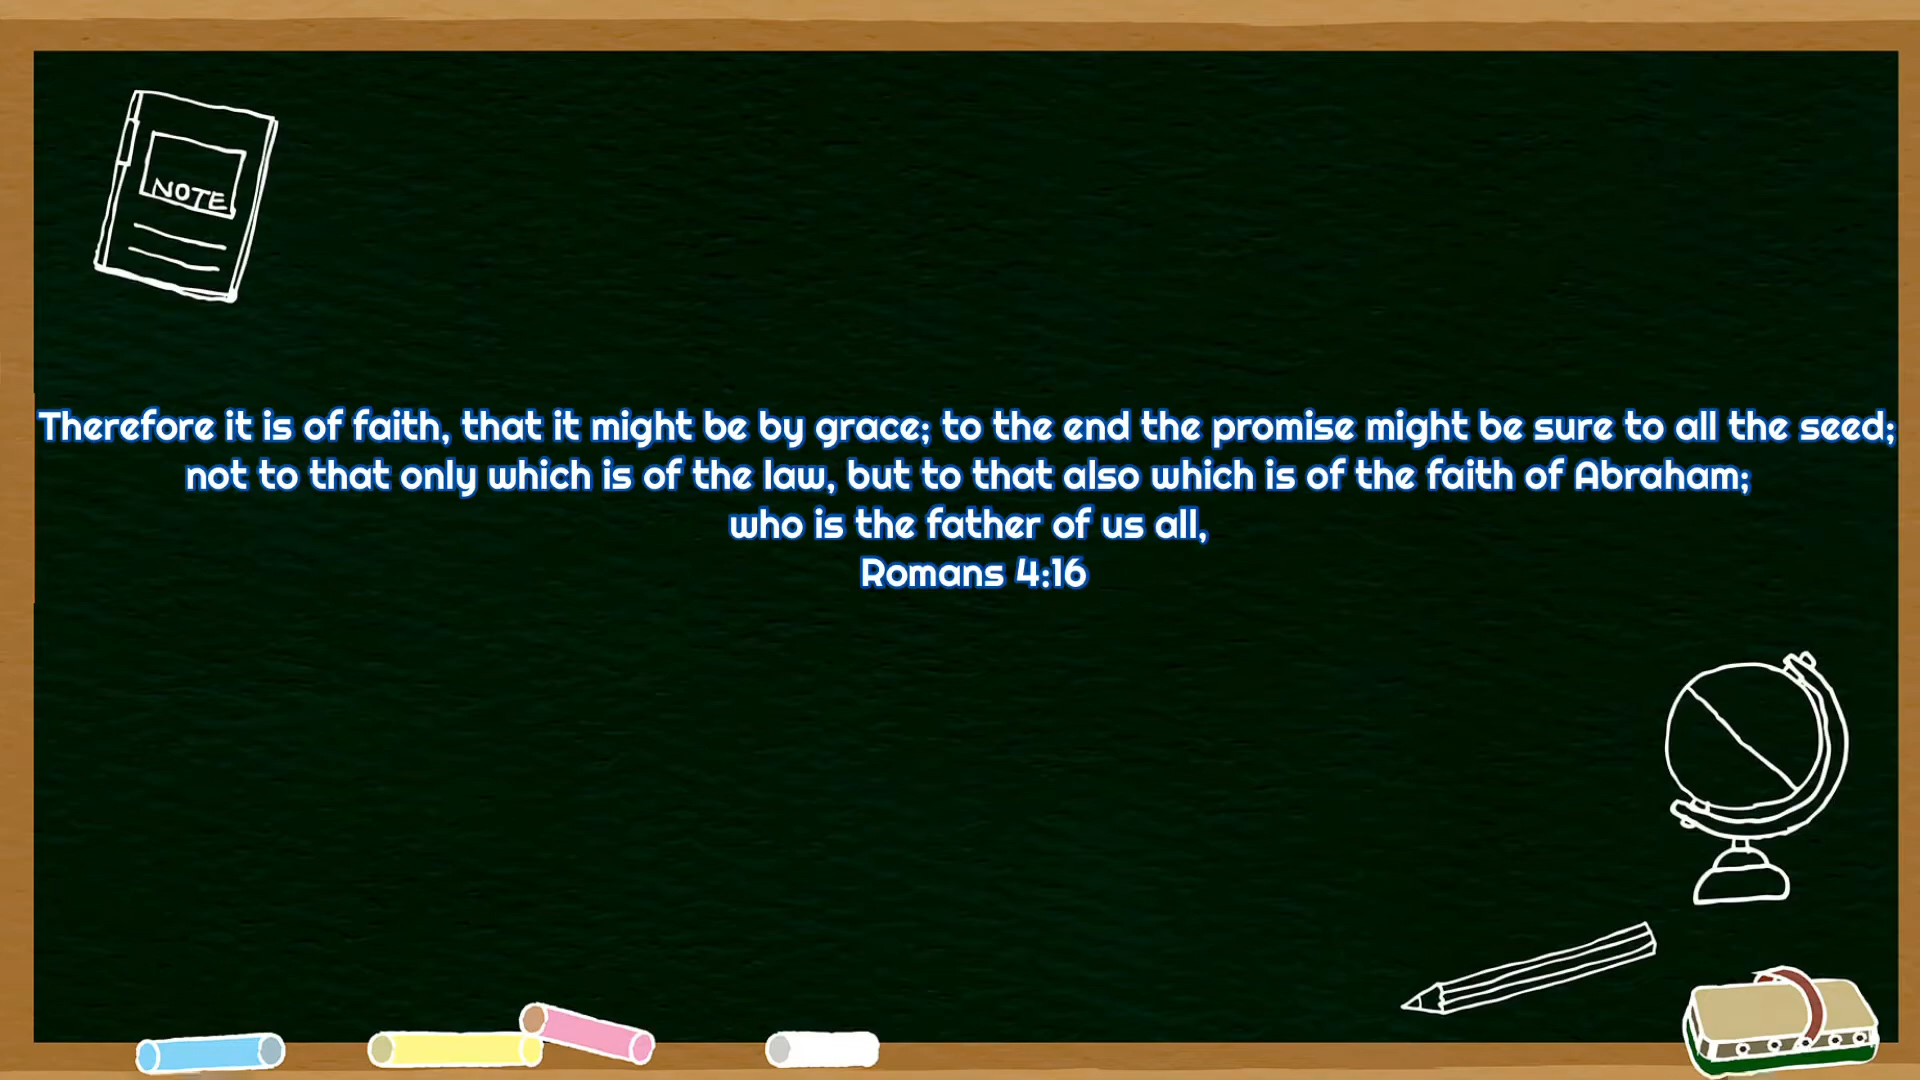 NOTE
Therefore it is of faith, that it might be by grace; to the end the promise might be sure to all the seed;
not to that only which is of the law, but to that also which is of the faith of Abraham;
who is the father of us all,
Romans 4:16